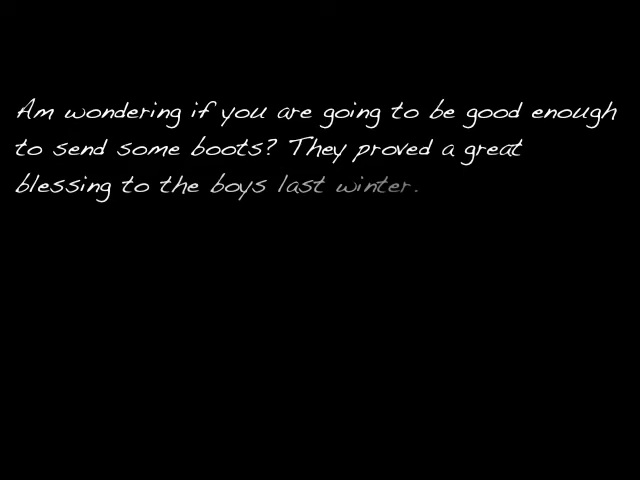 Am wondering if you are going to be good enough
to send some boots? They proved a great
blessing to the boys last winter.